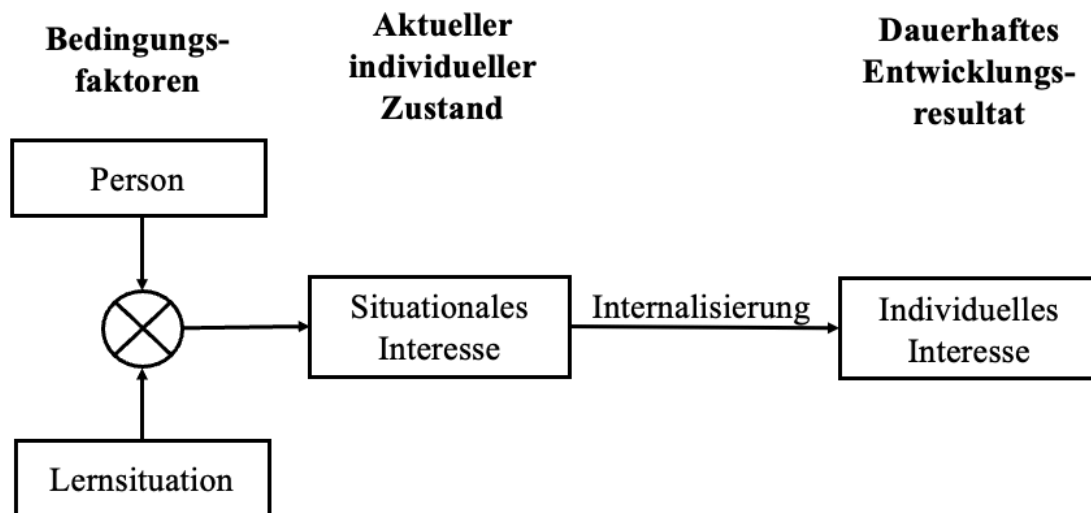 Bedingungs-
faktoren
Aktueller
individueller
Zustand
Dauerhaftes
Entwicklungs-
resultat
Person
Situationales
Interesse
Internalisierung
Individuelles
Interesse
Lernsituation